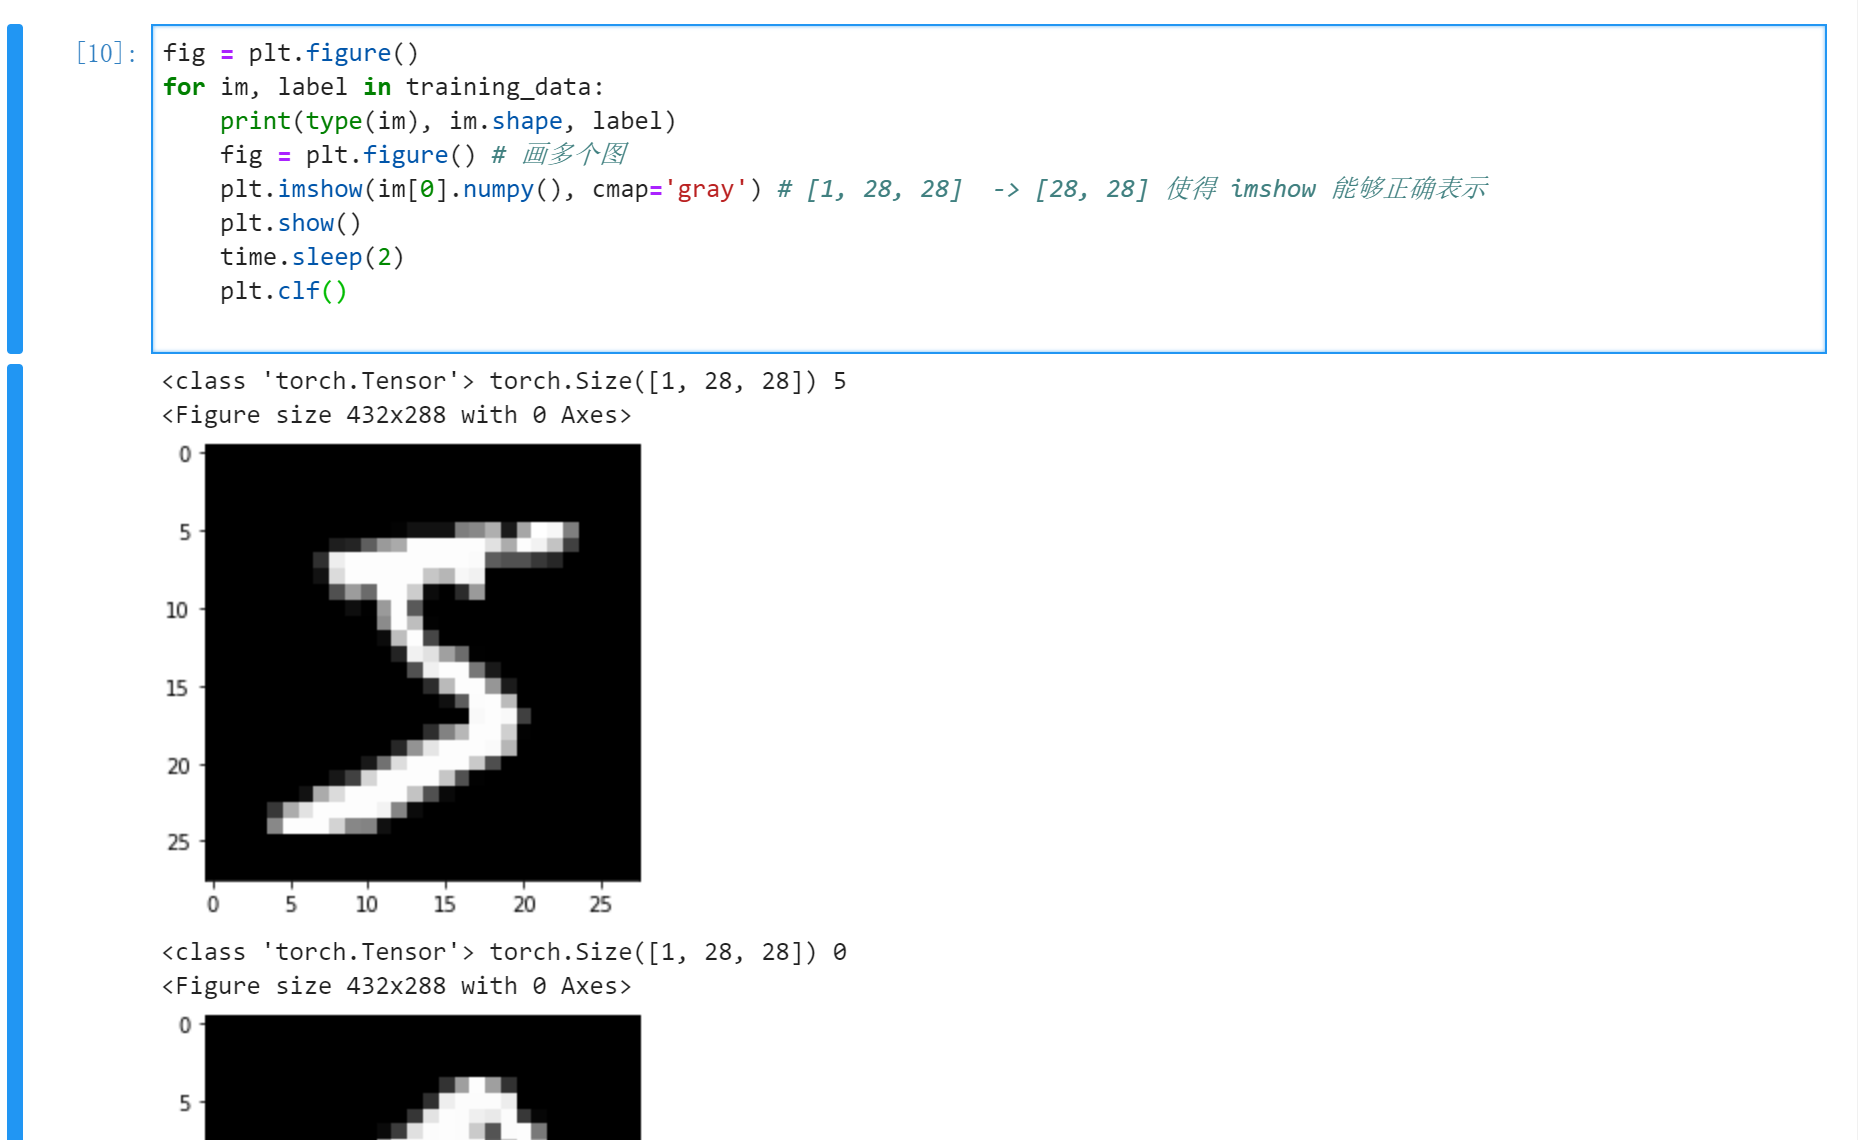 [10]:
fig = plt.figure()
for im, label in training_data:
    print(type(im), im.shape, label)
    fig = plt.figure() # 画多个图
    plt.imshow(im[0].numpy(), cmap='gray') # [1, 28, 28]  -> [28, 28] 使得 imshow 能够正确表示
    plt.show()
    time.sleep(2)
    plt.clf()
<class 'torch.Tensor'> torch.Size([1, 28, 28]) 5
<Figure size 432x288 with 0 Axes>
0
5
10
15
20
25
0 5 10 15 20 25
<class 'torch.Tensor'> torch.Size([1, 28, 28]) 0
<Figure size 432x288 with 0 Axes>
0
5